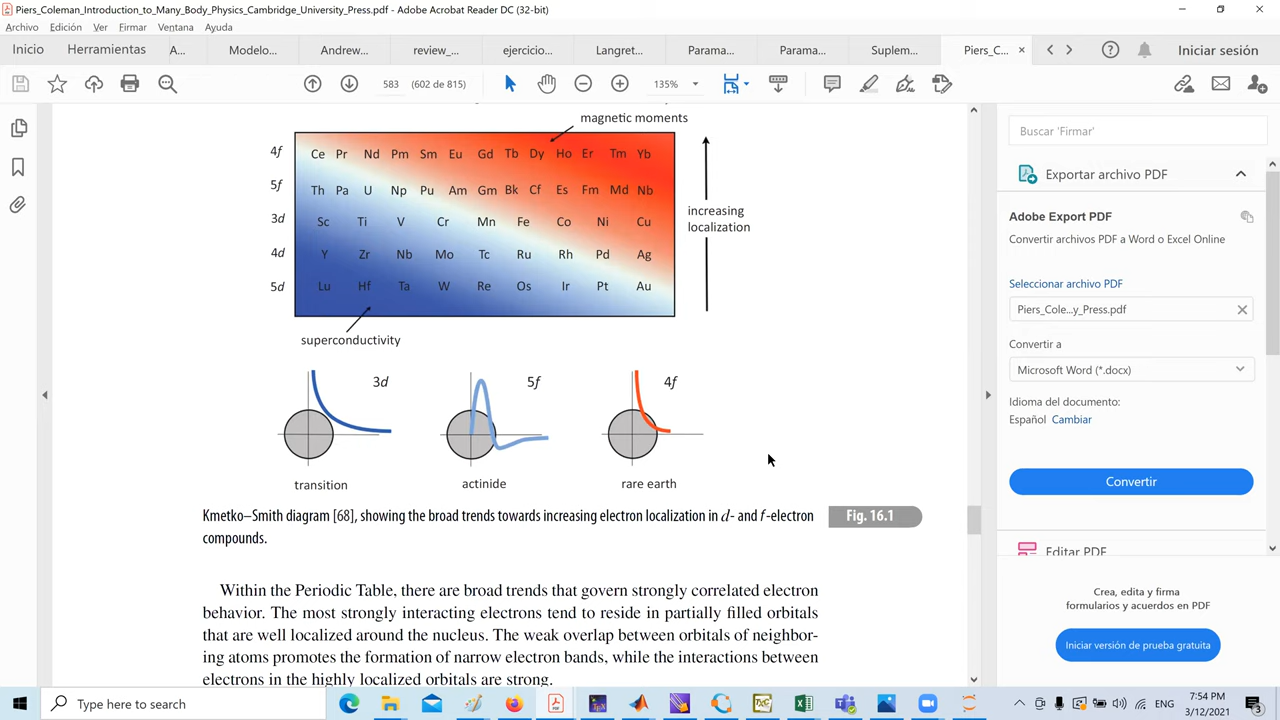 Piers_Coleman_Introduction_to_Many_Body_Physics_Cambridge_University_Press.pdf - Adobe Acrobat Reader DC (32-bit)
Archivo Edición Ver Firmar Ventana Ayuda
Inicio Herramientas A... Modelo... Andrew... review_... ejercicio... Langret... Parama... Parama... Suplem... Piers_C... × Iniciar sesión
583 (602 de 815) 135%
magnetic moments
4f Ce Pr Nd Pm Sm Eu Gd Tb Dy Ho Er Tm Yb
5f Th Pa U Np Pu Am Gm Bk Cf Es Fm Md Nb
3d Sc Ti V Cr Mn Fe Co Ni Cu
4d Y Zr Nb Mo Tc Ru Rh Pd Ag
5d Lu Hf Ta W Re Os Ir Pt Au
increasing
localization
superconductivity
3d 5f 4f
transition actinide rare earth
Kmetko–Smith diagram [68], showing the broad trends towards increasing electron localization in d- and f-electron
compounds.
Fig. 16.1
Within the Periodic Table, there are broad trends that govern strongly correlated electron
behavior. The most strongly interacting electrons tend to reside in partially filled orbitals
that are well localized around the nucleus. The weak overlap between orbitals of neighbor-
ing atoms promotes the formation of narrow electron bands, while the interactions between
electrons in the highly localized orbitals are strong.
Buscar 'Firmar'
Exportar archivo PDF
Adobe Export PDF
Convertir archivos PDF a Word o Excel Online
Seleccionar archivo PDF
Piers_Cole...y_Press.pdf
Convertir a
Microsoft Word (*.docx)
Idioma del documento:
Español Cambiar
Convertir
Editar PDF
Crea, edita y firma
formularios y acuerdos en PDF
Iniciar versión de prueba gratuita
Type here to search
ENG
7:54 PM
3/12/2021
3